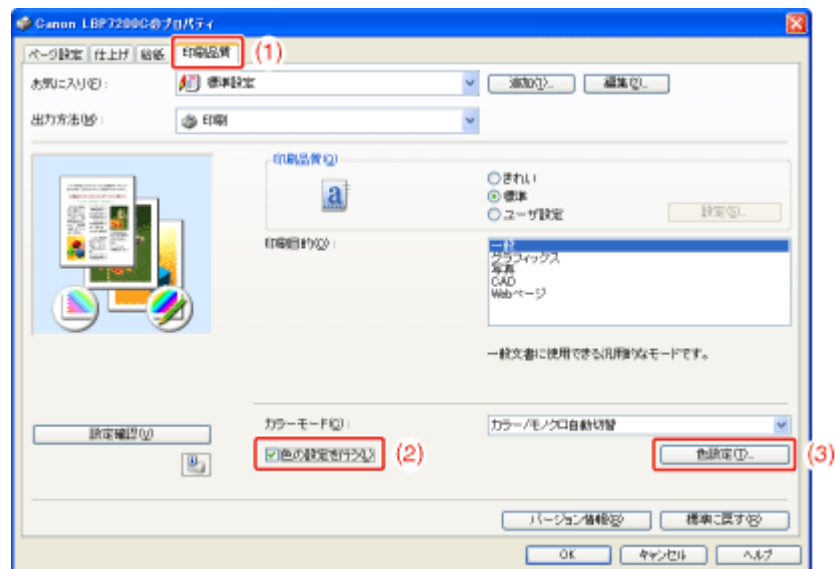 Canon LBP7200Cのプロパティ
ページ設定 仕上げ 給紙 印刷品質 (1)
お気に入り(E): 標準設定 追加(1)... 編集(2)...
出力方法(M): 印刷
印刷品質(Q)
a
きれい
標準
ユーザ設定 設定(S)...
印刷目的(O):
一般
グラフィックス
写真
CAD
Webページ
一般文書に使用できる汎用的なモードです。
設定確認(V)
カラーモード(C): カラー/モノクロ自動切替
色の設定を行う(L) (2) 色設定(T)... (3)
バージョン情報(B) 標準に戻す(R)
OK キャンセル ヘルプ